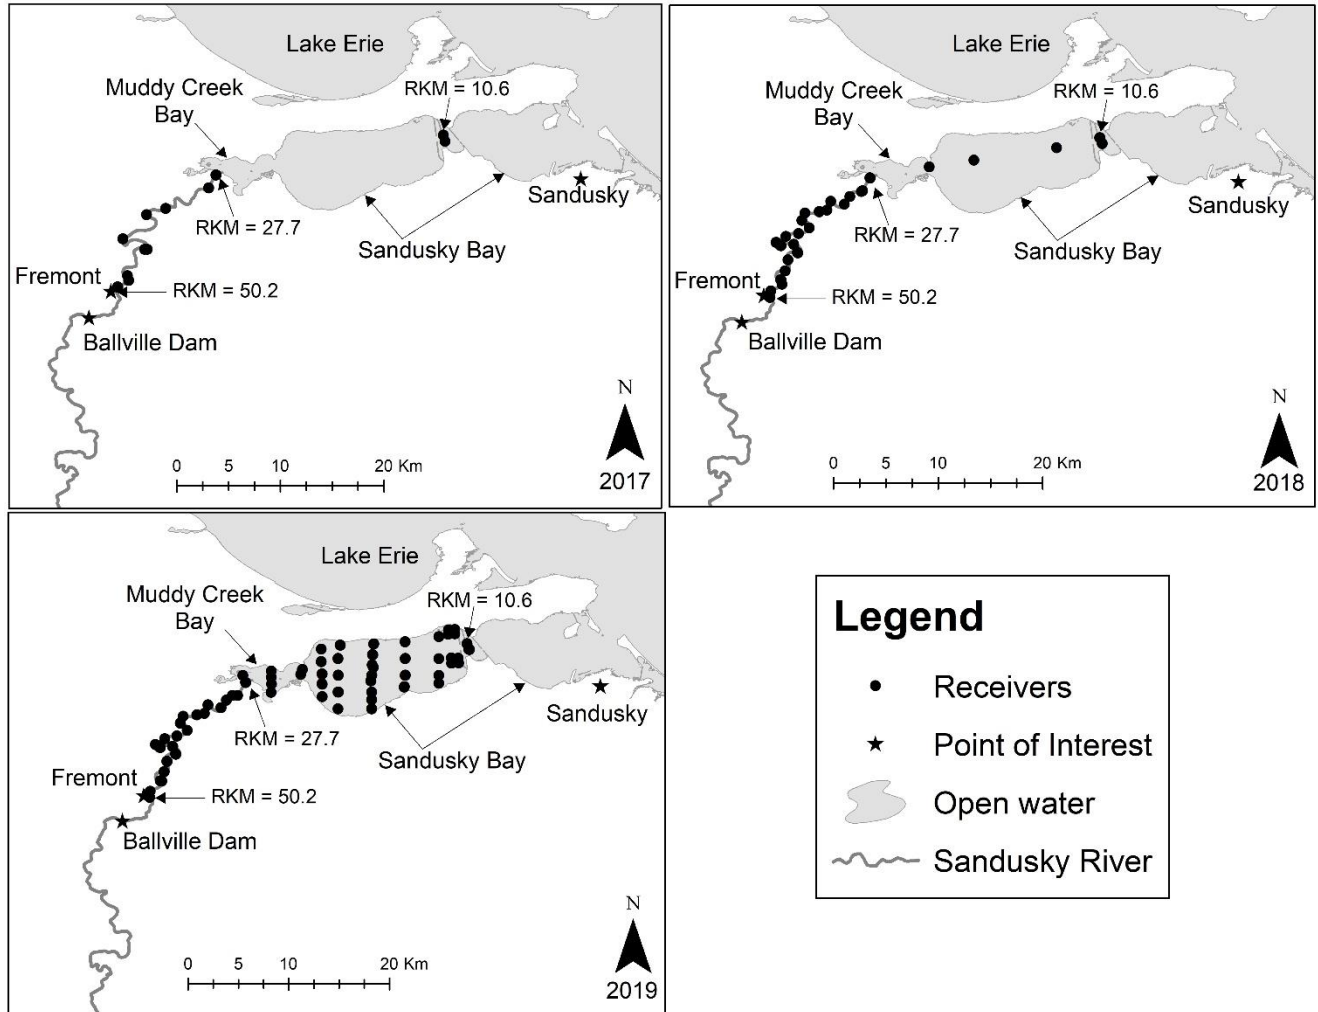 Lake Erie
Muddy Creek
Bay
RKM = 10.6
Sandusky
RKM = 27.7
Sandusky Bay
Fremont
RKM = 50.2
Ballville Dam
N
0 5 10 20 Km
2017
Lake Erie
Muddy Creek
Bay
RKM = 10.6
Sandusky
RKM = 27.7
Sandusky Bay
Fremont
RKM = 50.2
Ballville Dam
N
0 5 10 20 Km
2018
Lake Erie
Muddy Creek
Bay
RKM = 10.6
Sandusky
RKM = 27.7
Sandusky Bay
Fremont
RKM = 50.2
Ballville Dam
N
0 5 10 20 Km
2019
Legend
Receivers
Point of Interest
Open water
Sandusky River